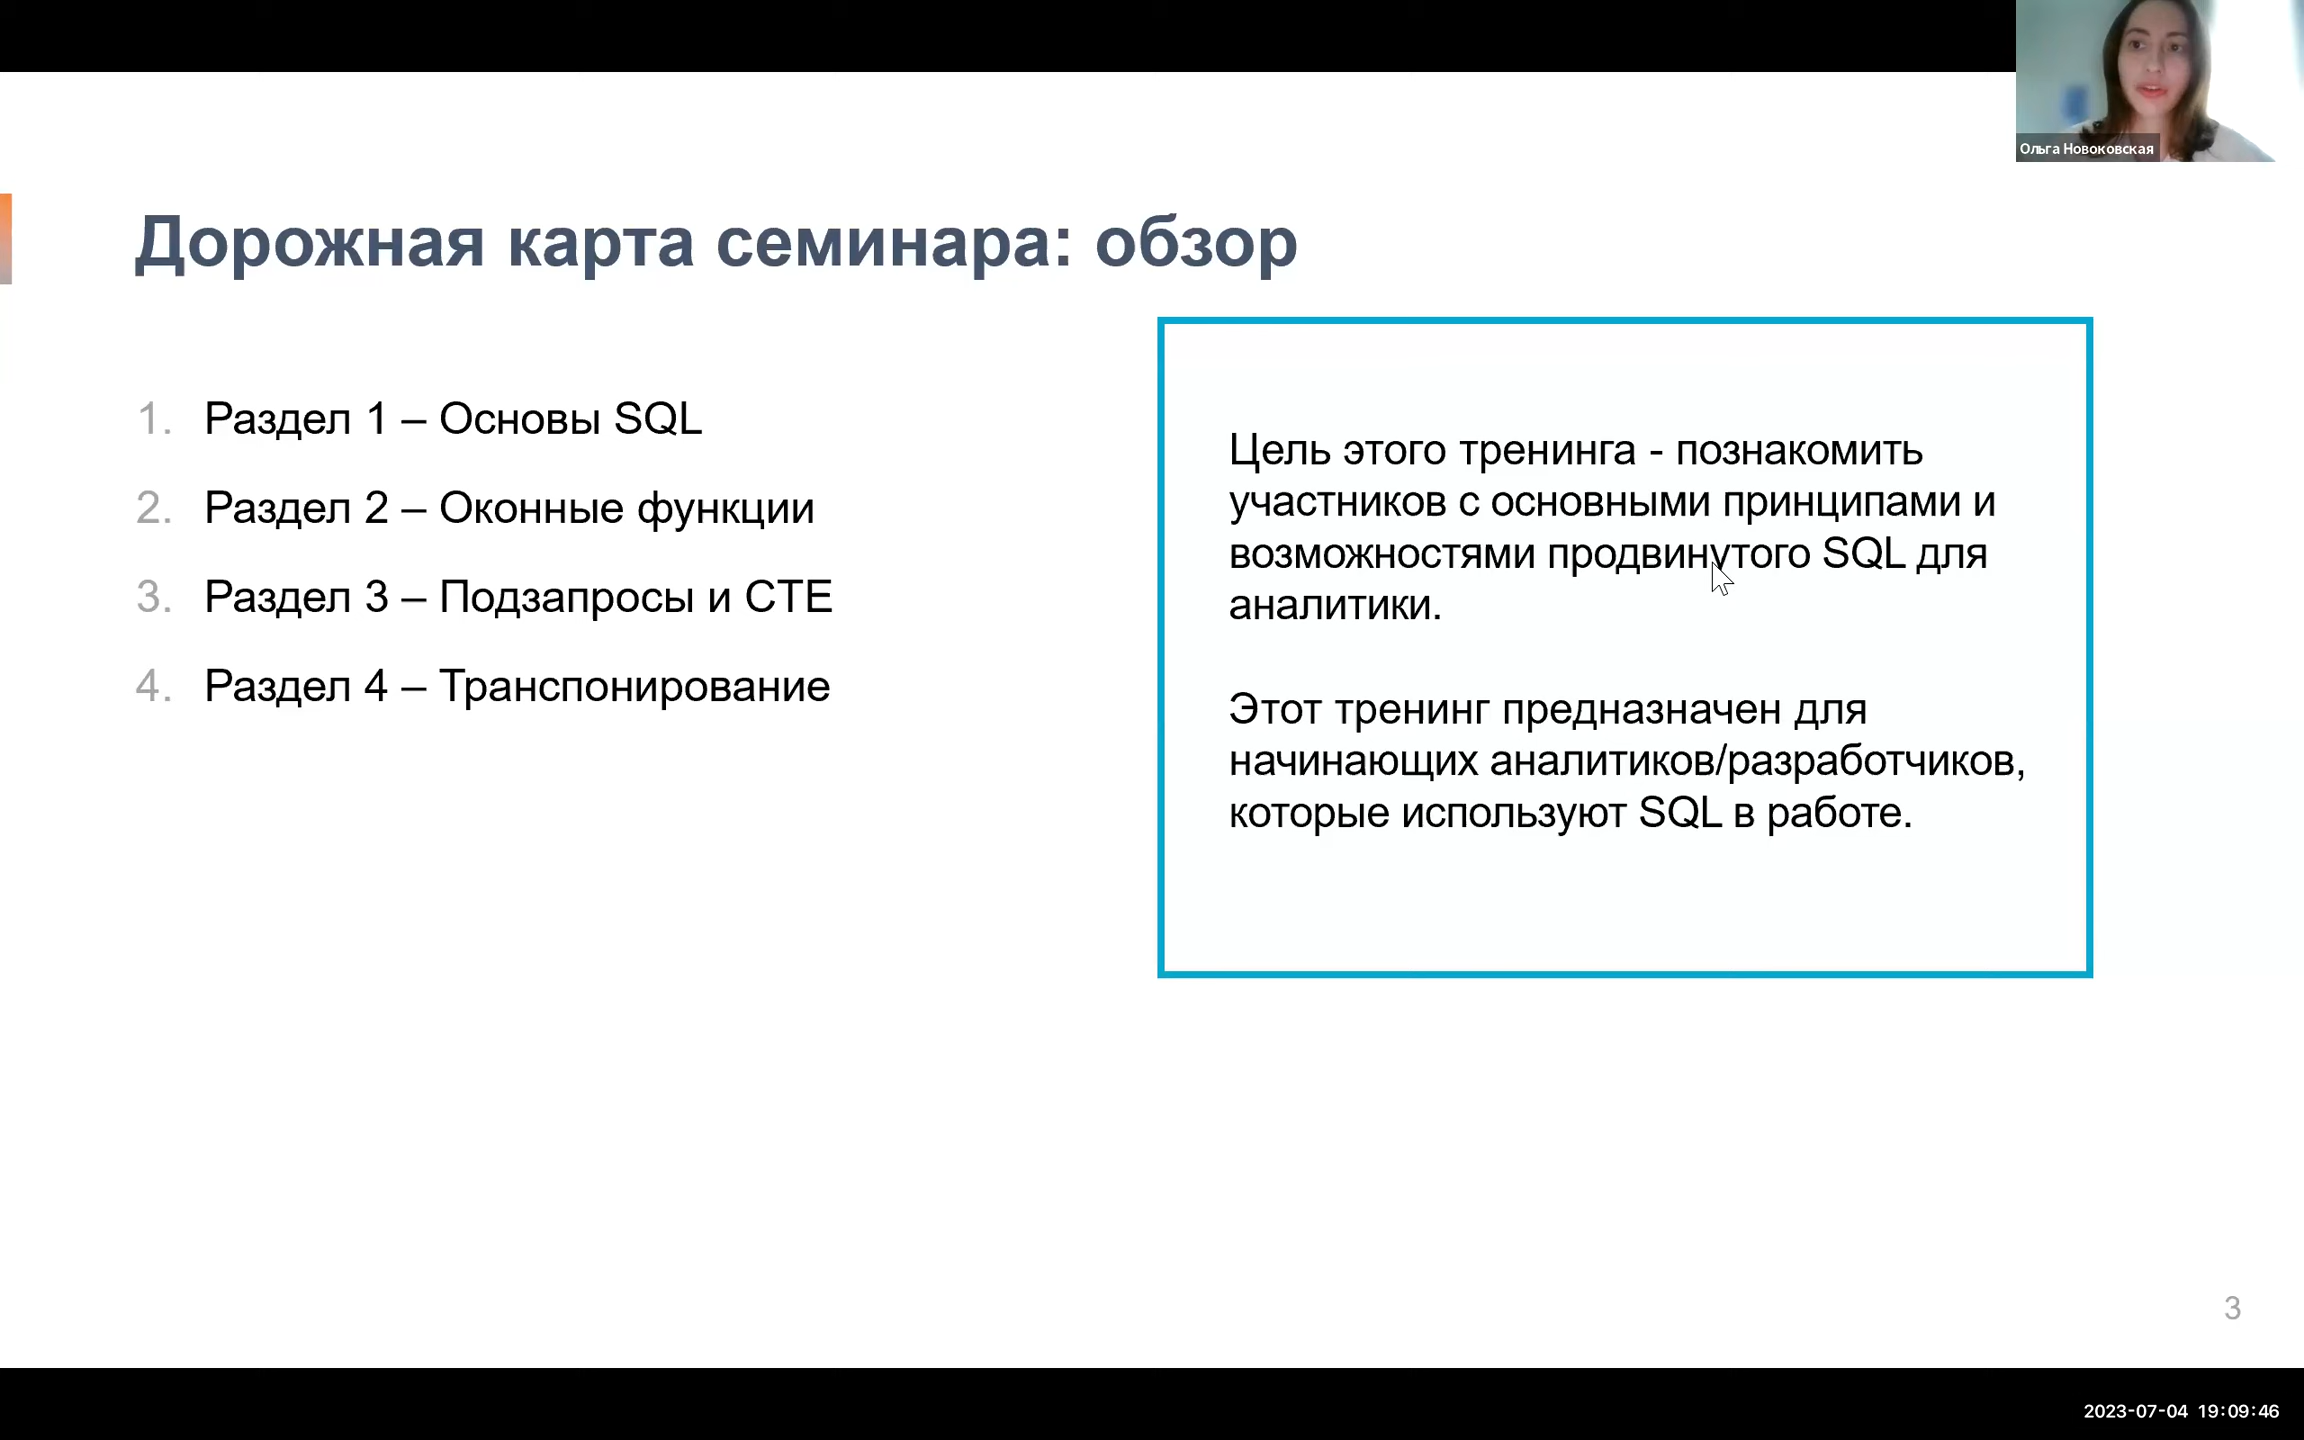 Ольга Новоковская
Дорожная карта семинара: обзор
1. Раздел 1 – Основы SQL
2. Раздел 2 – Оконные функции
3. Раздел 3 – Подзапросы и CTE
4. Раздел 4 – Транспонирование
Цель этого тренинга - познакомить
участников с основными принципами и
возможностями продвинутого SQL для
аналитики.
Этот тренинг предназначен для
начинающих аналитиков/разработчиков,
которые используют SQL в работе.
3
2023-07-04 19:09:46